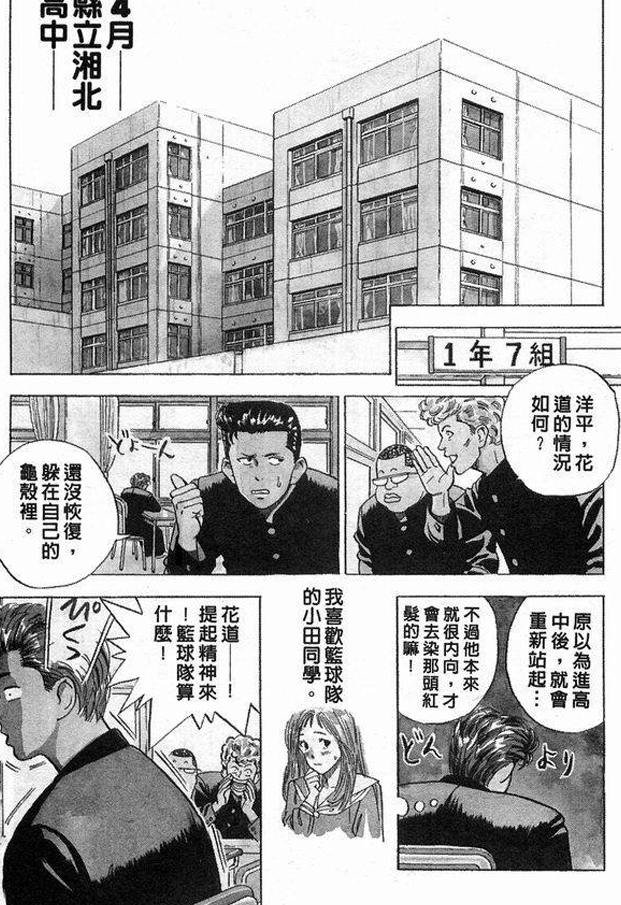 4月——
縣立湘北
高中——
1年7組
洋平，花
道的情況
如何？
還沒恢復，
躲在自己的
龜殼裡。
原以為進高
中後，就會
重新站起…
不過他本來
就很內向，才
會去染那頭紅
髮的嘛！
どんより
我喜歡籃球隊
的小田同學。
花道——！
提起精神來
！籃球隊算
什麼！